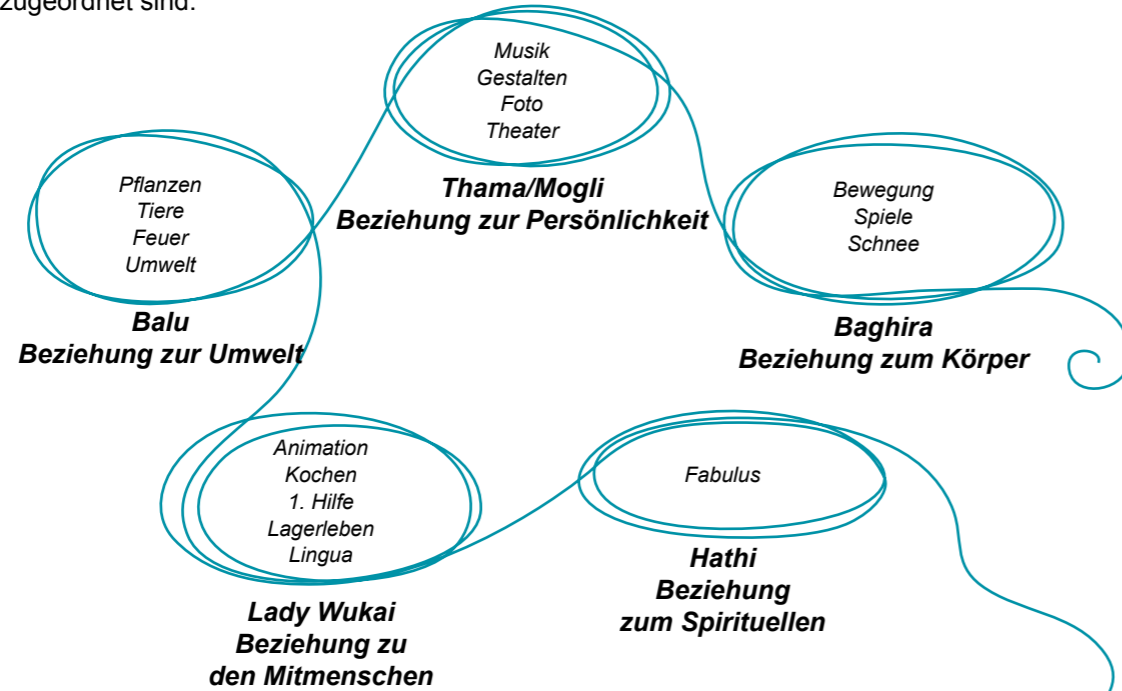 zugeordnet sind:
Musik
Gestalten
Foto
Theater
Thama/Mogli
Beziehung zur Persönlichkeit
Pflanzen
Tiere
Feuer
Umwelt
Balu
Beziehung zur Umwelt
Bewegung
Spiele
Schnee
Baghira
Beziehung zum Körper
Animation
Kochen
1. Hilfe
Lagerleben
Lingua
Lady Wukai
Beziehung zu
den Mitmenschen
Fabulus
Hathi
Beziehung
zum Spirituellen